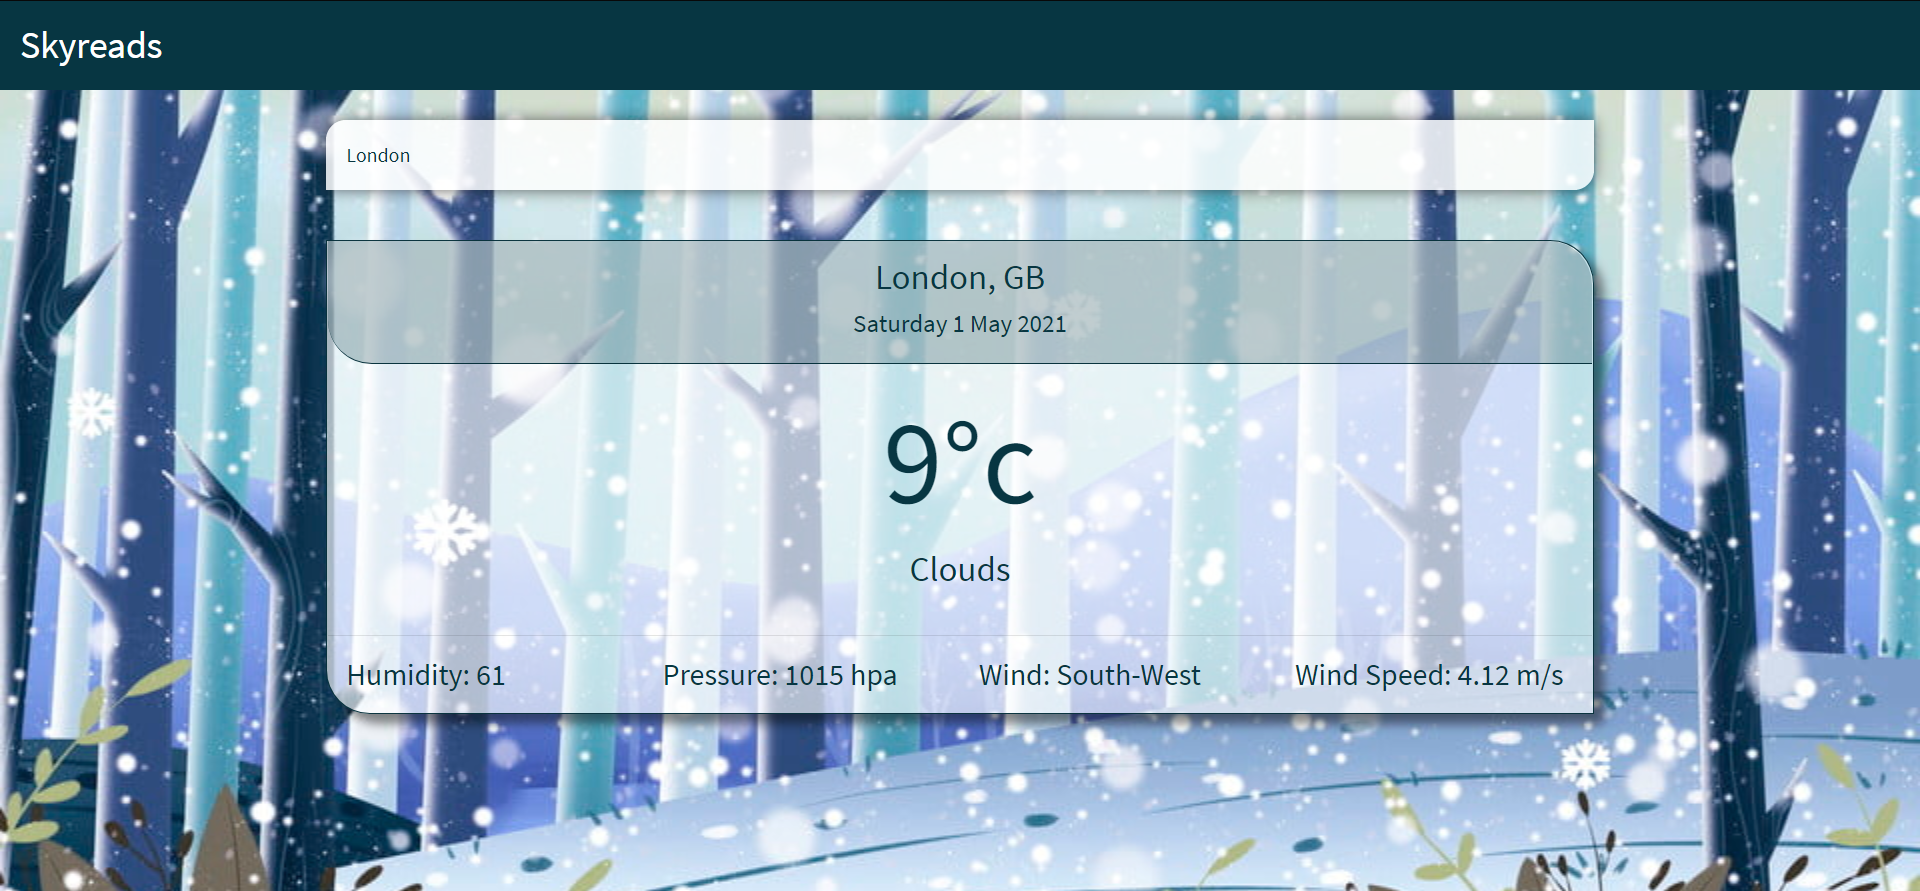 Skyreads
London
London, GB
Saturday 1 May 2021
9°c
Clouds
Humidity: 61 Pressure: 1015 hpa Wind: South-West Wind Speed: 4.12 m/s